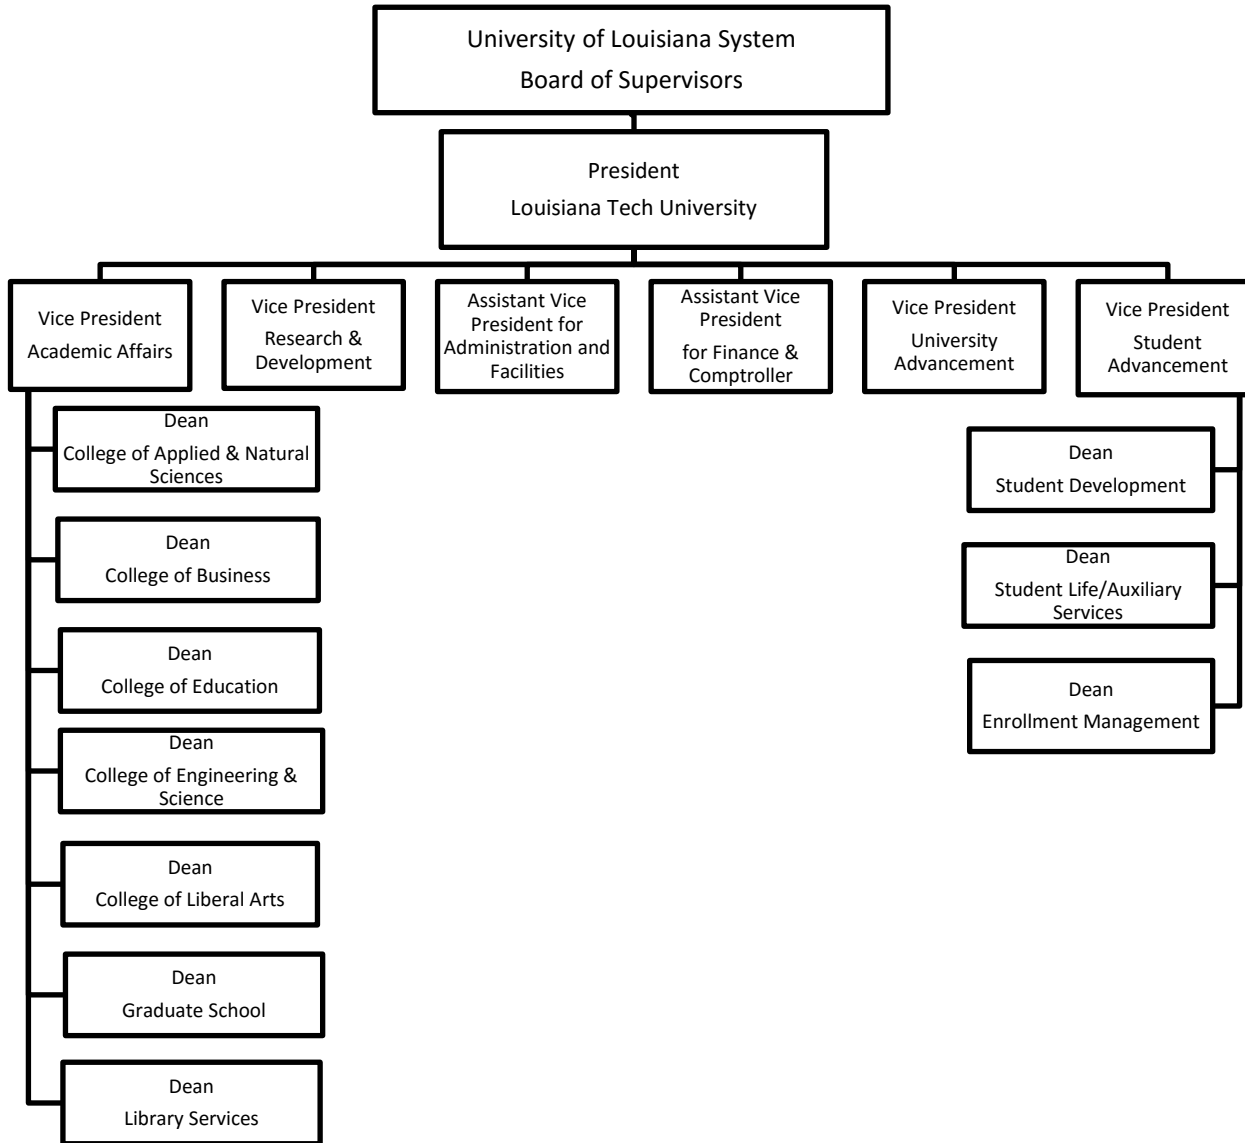 University of Louisiana System
Board of Supervisors
President
Louisiana Tech University
Vice President
Academic Affairs
Vice President
Research &
Development
Assistant Vice
President for
Administration and
Facilities
Assistant Vice
President
for Finance &
Comptroller
Vice President
University
Advancement
Vice President
Student
Advancement
Dean
College of Applied & Natural
Sciences
Dean
College of Business
Dean
College of Education
Dean
College of Engineering &
Science
Dean
College of Liberal Arts
Dean
Graduate School
Dean
Library Services
Dean
Student Development
Dean
Student Life/Auxiliary
Services
Dean
Enrollment Management